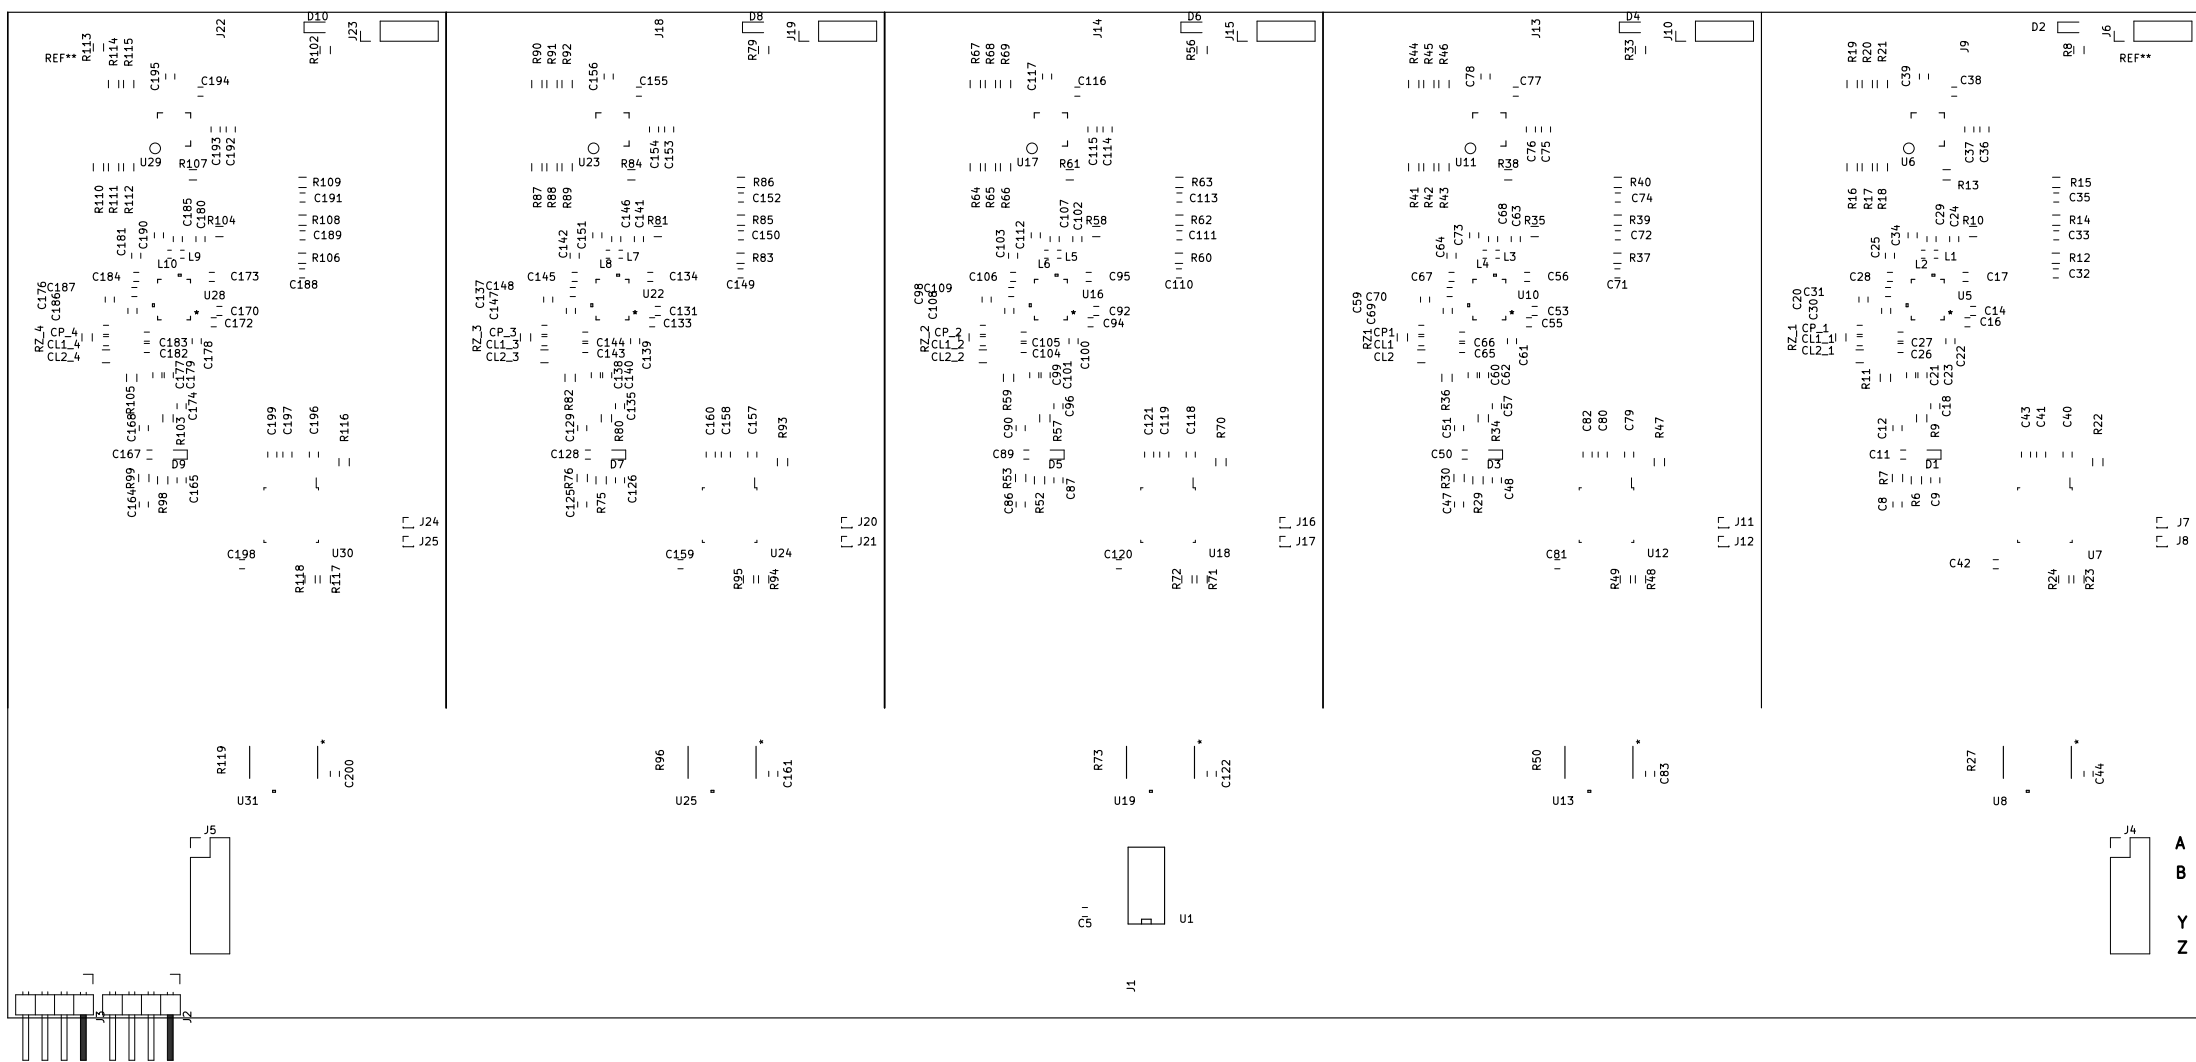 J22
D10
J23
R113
R114
R115
REF**
R102
C195
C194
C193
C192
U29
R107
R110
R111
R112
R109
C191
C185
C180
R104
R108
C189
C181
C190
R106
L10
L9
C184
C173
C188
C176
C187
C186
U28
C170
*
C172
RZ_4
CP_4
CL1_4
CL2_4
C183
C182
C178
C177
C179
R105
C174
C168
R103
C199
C197
C196
R116
C167
D9
R99
C164
R98
C165
J24
J25
C198
U30
R118
R117
J18
D8
J19
R90
R91
R92
R79
C156
C155
C154
C153
U23
R84
R87
R88
R89
R86
C152
C146
C141
R81
R85
C150
C142
C151
R83
L8
L7
C145
C134
C149
C137
C148
C147
U22
C131
*
C133
RZ_3
CP_3
CL1_3
CL2_3
C144
C143
C139
C138
C140
R82
C135
C129
R80
C160
C158
C157
R93
C128
D7
R76
C125
R75
C126
J20
J21
C159
U24
R95
R94
J14
D6
J15
R67
R68
R69
R56
C117
C116
C115
C114
U17
R61
R64
R65
R66
R63
C113
C107
C102
R58
R62
C111
C103
C112
R60
L6
L5
C106
C95
C110
C98
C109
C108
U16
C92
*
C94
RZ_2
CP_2
CL1_2
CL2_2
C105
C104
C100
C99
C101
R59
C96
C90
R57
C121
C119
C118
R70
C89
D5
R53
C86
R52
C87
J16
J17
C120
U18
R72
R71
J13
D4
J10
R44
R45
R46
R33
C78
C77
C76
C75
U11
R38
R41
R42
R43
R40
C74
C68
C63
R35
R39
C72
C64
C73
R37
L4
L3
C67
C56
C71
C59
C70
C69
U10
C53
*
C55
RZ1
CP1
CL1
CL2
C66
C65
C61
C60
C62
R36
C57
C51
R34
C82
C80
C79
R47
C50
D3
R30
C47
R29
C48
J11
J12
C81
U12
R49
R48
J9
D2
J6
R19
R20
R21
R8
REF**
C39
C38
C37
C36
U6
R13
R16
R17
R18
R15
C35
C29
C24
R10
R14
C33
C25
C34
R12
L2
L1
C28
C17
C32
C20
C31
C30
U5
C14
*
C16
RZ_1
CP_1
CL1_1
CL2_1
C27
C26
C22
C21
C23
R11
C18
C12
R9
C43
C41
C40
R22
C11
D1
R7
C8
R6
C9
J7
J8
C42
U7
R24
R23
R119
*
C200
U31
R96
*
C161
U25
R73
*
C122
U19
R50
*
C83
U13
R27
*
C44
U8
J5
J4
A
B
C5
U1
Y
Z
J1
J3
J2